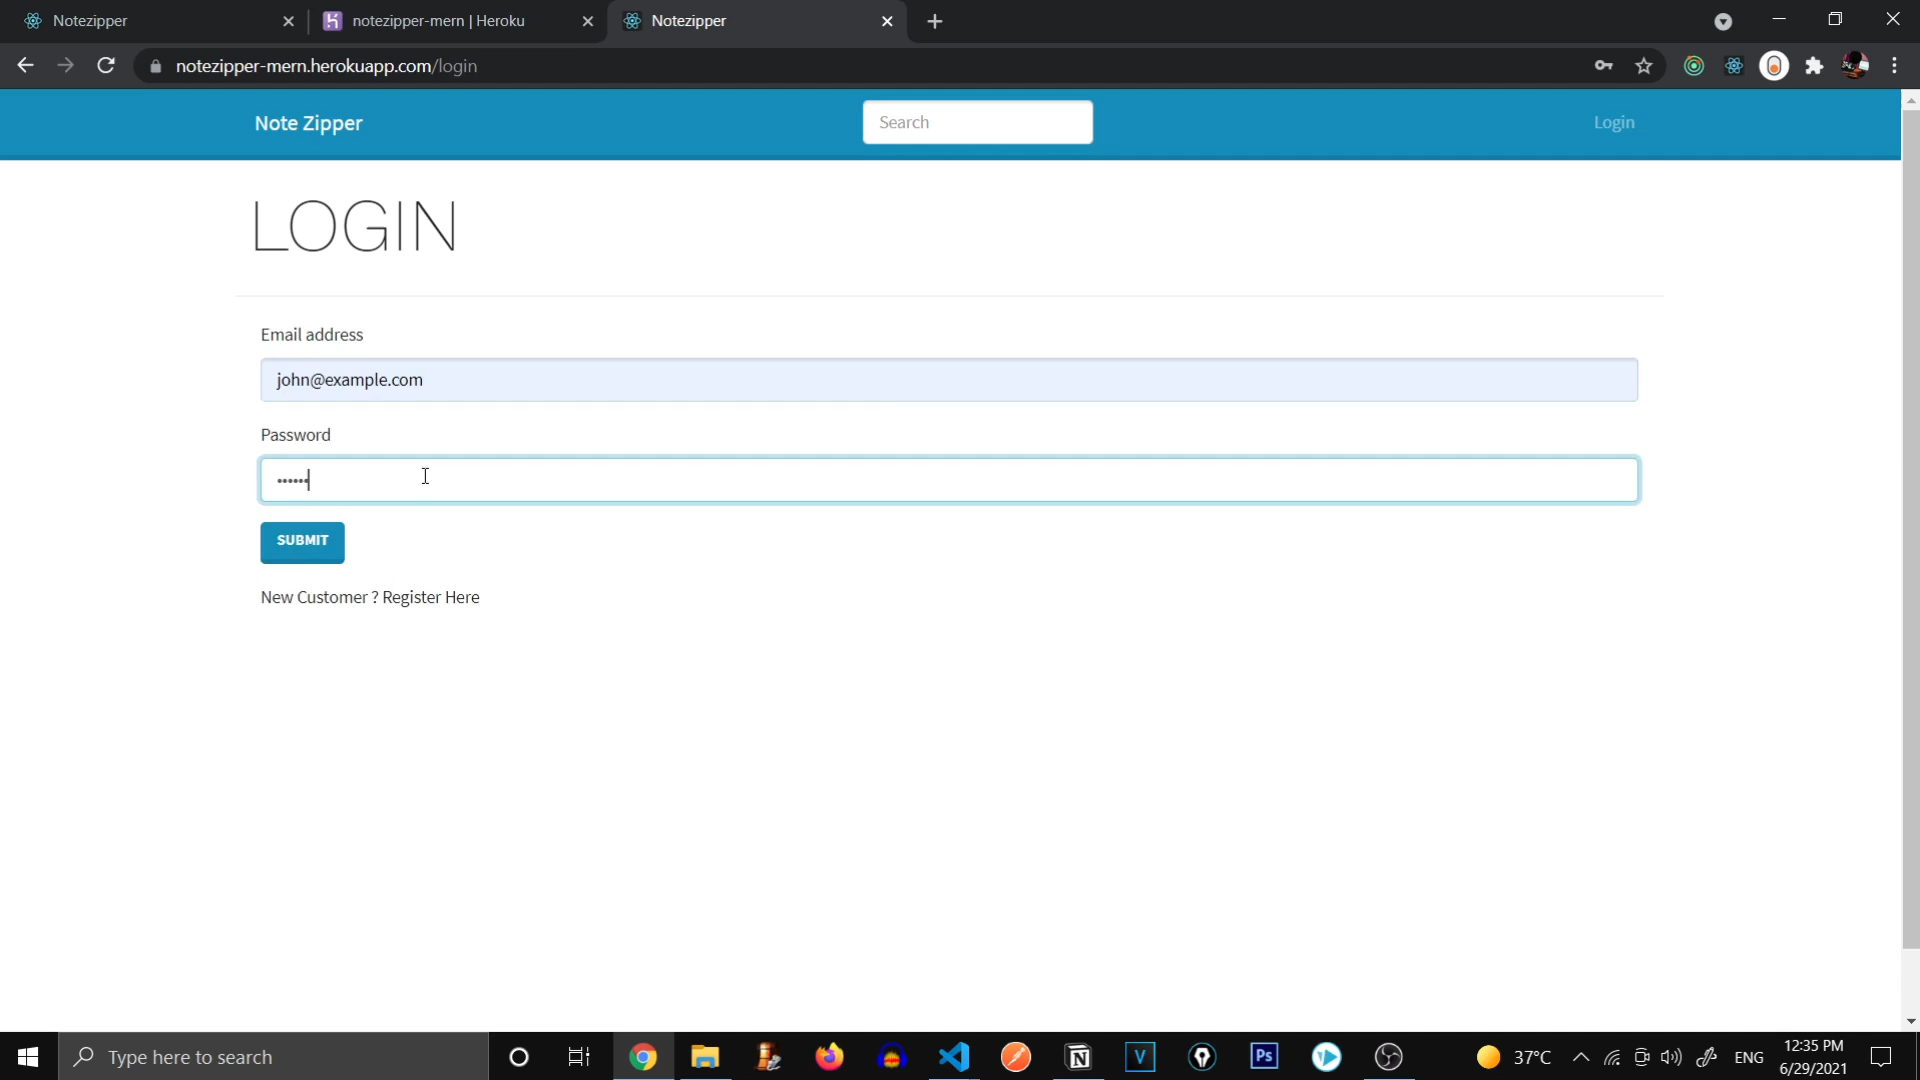 Notezipper
notezipper-mern | Heroku
Notezipper
notezipper-mern.herokuapp.com/login
Note Zipper
Search
Login
LOGIN
Email address
john@example.com
Password
••••••
SUBMIT
New Customer ? Register Here
Type here to search
N
V
Ps
37°C
ENG
12:35 PM
6/29/2021